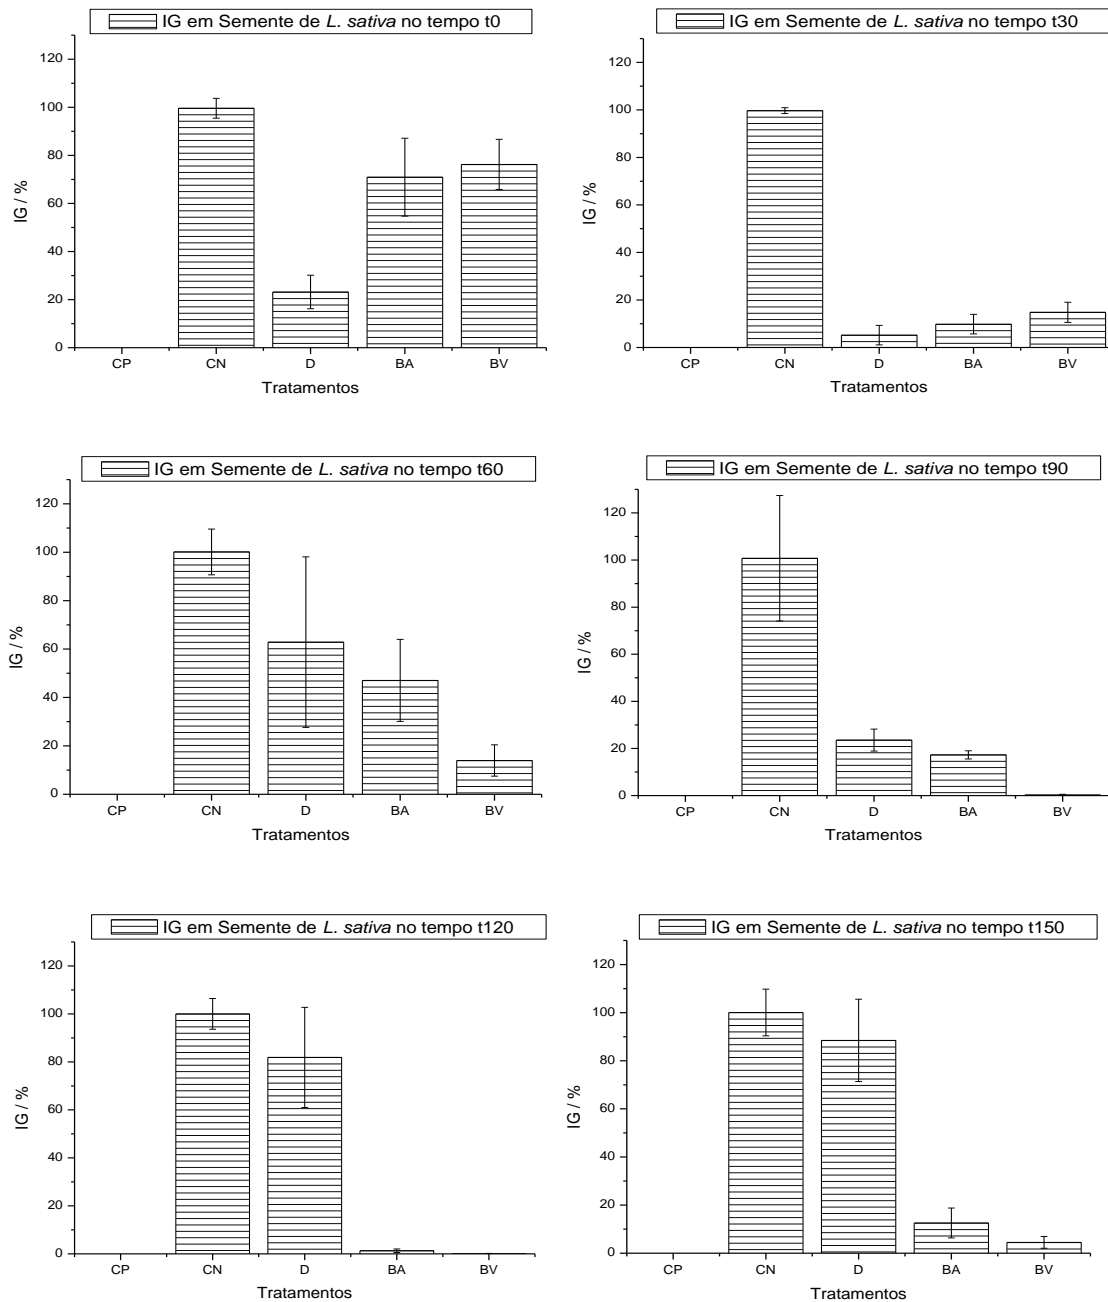 IG em Semente de L. sativa no tempo t0
120
100
80
60
40
20
0
IG / %
CP CN D BA BV
Tratamentos
IG em Semente de L. sativa no tempo t30
120
100
80
60
40
20
0
IG / %
CP CN D BA BV
Tratamentos
IG em Semente de L. sativa no tempo t60
120
100
80
60
40
20
0
IG / %
CP CN D BA BV
Tratamentos
IG em Semente de L. sativa no tempo t90
120
100
80
60
40
20
0
IG / %
CP CN D BA BV
Tratamentos
IG em Semente de L. sativa no tempo t120
120
100
80
60
40
20
0
IG / %
CP CN D BA BV
Tratamentos
IG em Semente de L. sativa no tempo t150
120
100
80
60
40
20
0
IG / %
CP CN D BA BV
Tratamentos